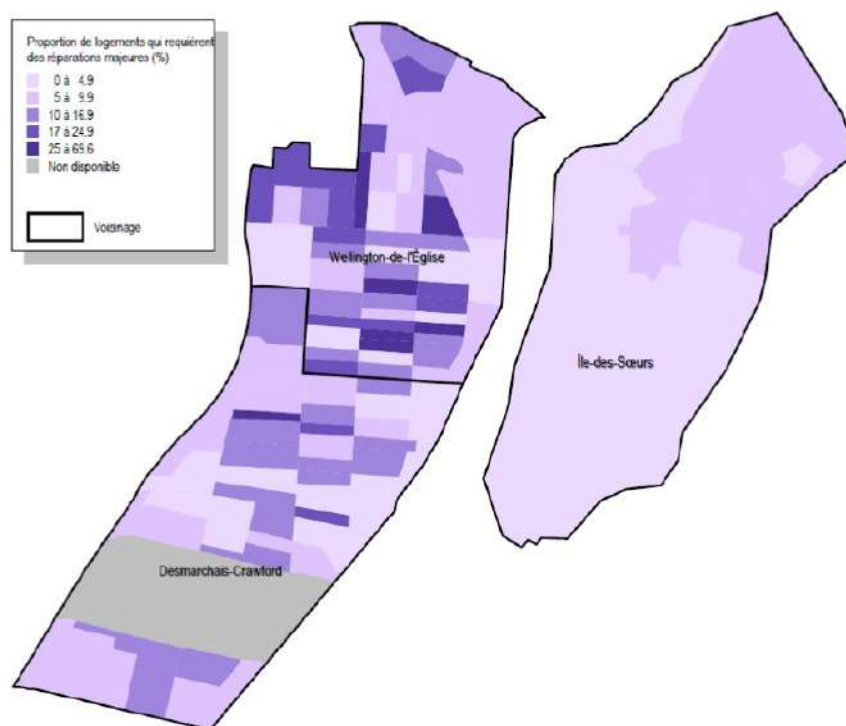 Proportion de logements qui requièrent
des réparations majeures (%)
0 à 4.9
5 à 9.9
10 à 16.9
17 à 24.9
25 à 69.6
Non disponible
Voisinage
Wellington-de-l'Église
Île-des-Sœurs
Desmarchais-Crawford